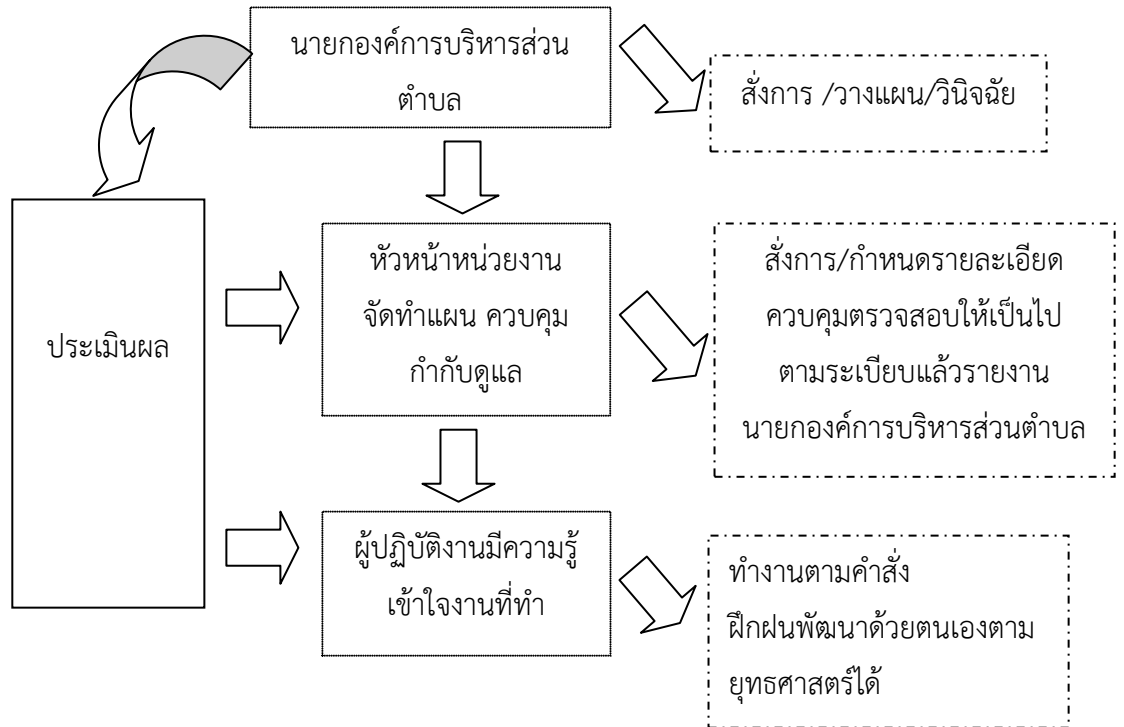 นายกองค์การบริหารส่วน
ตำบล
สั่งการ /วางแผน/วินิจฉัย
ประเมินผล
หัวหน้าหน่วยงาน
จัดทำแผน ควบคุม
กำกับดูแล
สั่งการ/กำหนดรายละเอียด
ควบคุมตรวจสอบให้เป็นไป
ตามระเบียบแล้วรายงาน
นายกองค์การบริหารส่วนตำบล
ผู้ปฏิบัติงานมีความรู้
เข้าใจงานที่ทำ
ทำงานตามคำสั่ง
ฝึกฝนพัฒนาด้วยตนเองตาม
ยุทธศาสตร์ได้